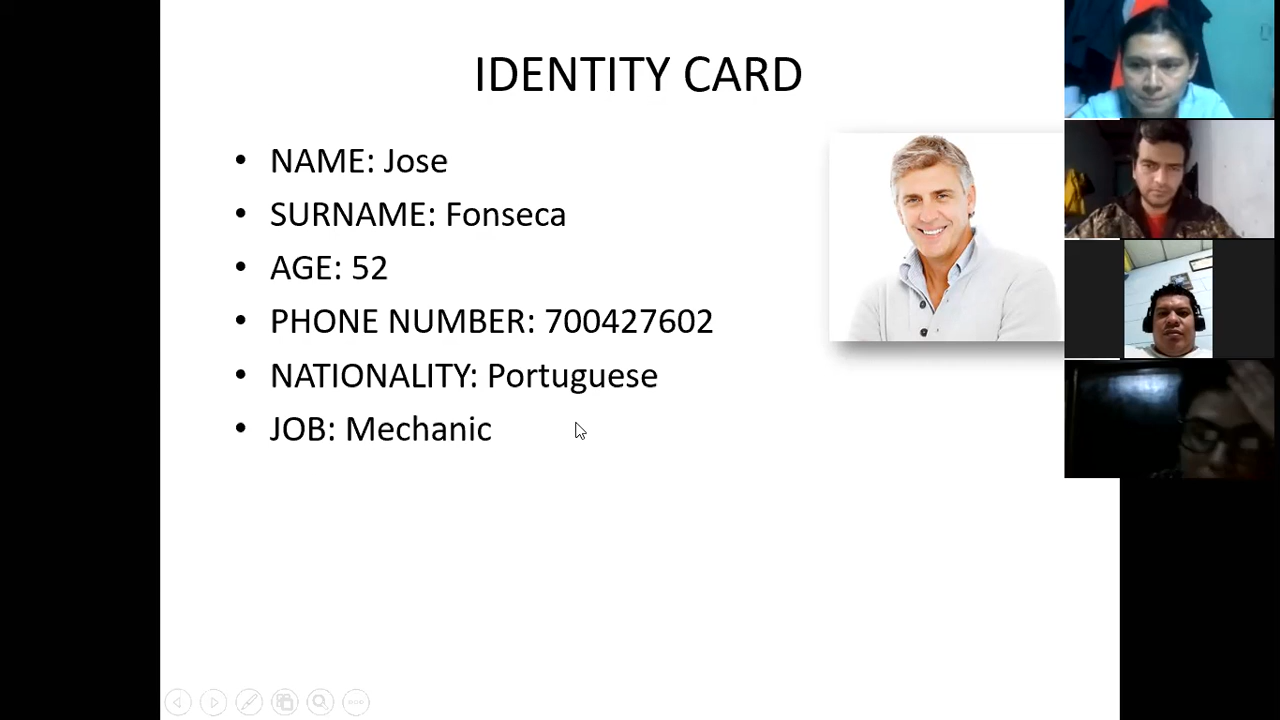 IDENTITY CARD
• NAME: Jose
• SURNAME: Fonseca
• AGE: 52
• PHONE NUMBER: 700427602
• NATIONALITY: Portuguese
• JOB: Mechanic